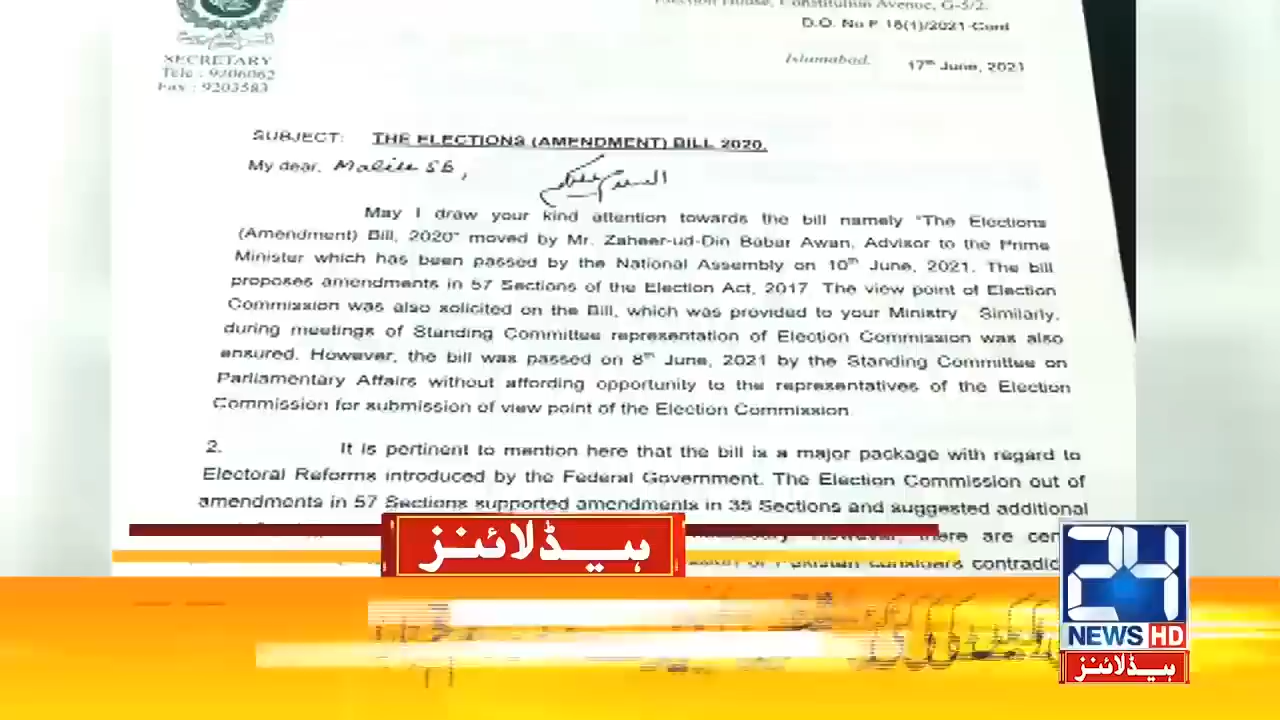 Election House, Constitution Avenue, G-5/2.
D.O. No F 18(1)/2021-Cord
SECRETARY
Tele : 9206062
Fax : 9203583
Islamabad. 17th June, 2021
SUBJECT: THE ELECTIONS (AMENDMENT) BILL 2020.
My dear, Malik Sb,
السلام علیکم
May I draw your kind attention towards the bill namely "The Elections
(Amendment) Bill, 2020" moved by Mr. Zaheer-ud-Din Babar Awan, Advisor to the Prime
Minister which has been passed by the National Assembly on 10th June, 2021. The bill
proposes amendments in 57 Sections of the Election Act, 2017 The view point of Election
Commission was also solicited on the Bill, which was provided to your Ministry Similarly,
during meetings of Standing Committee representation of Election Commission was also
ensured. However, the bill was passed on 8th June, 2021 by the Standing Committee on
Parliamentary Affairs without affording opportunity to the representatives of the Election
Commission for submission of view point of the Election Commission
2. It is pertinent to mention here that the bill is a major package with regard to
Electoral Reforms introduced by the Federal Government. The Election Commission out of
amendments in 57 Sections supported amendments in 35 Sections and suggested additional
However, there are
of Pakistan considers
ہیڈلائنز
24
NEWS HD
ہیڈلائنز